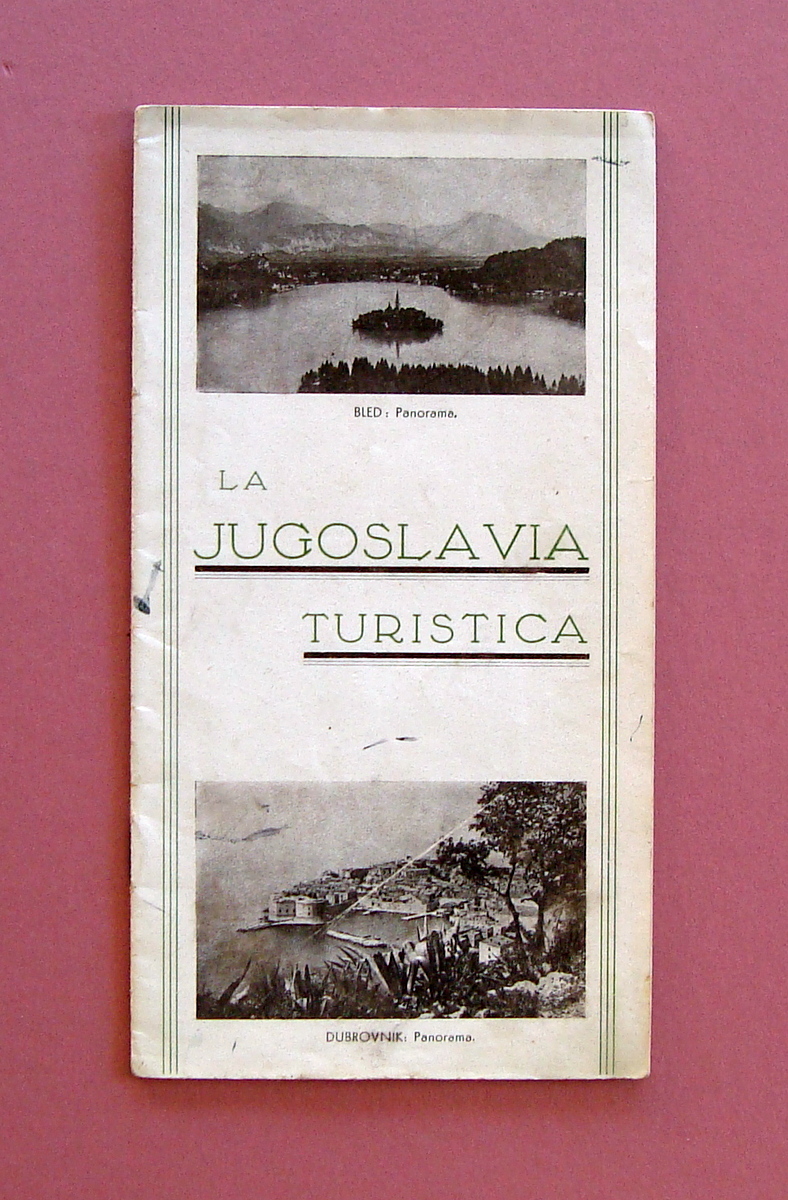 BLED: Panorama.
LA
JUGOSLAVIA
TURISTICA
DUBROVNIK: Panorama.